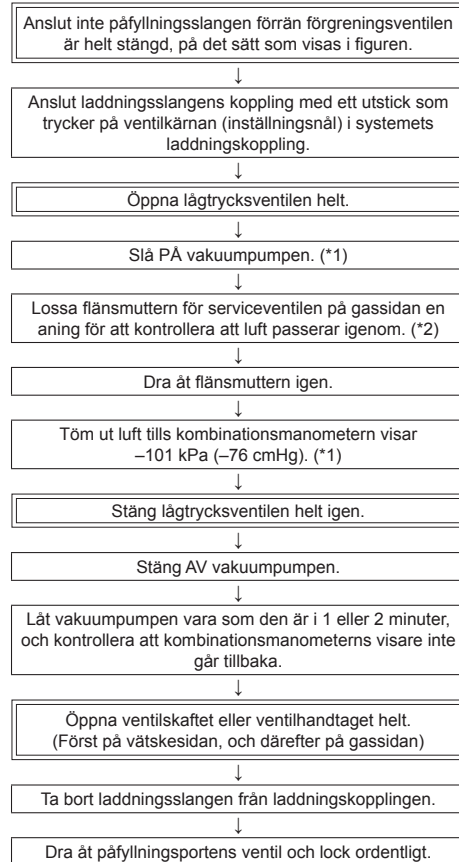 Anslut inte påfyllningsslangen förrän förgreningsventilen
är helt stängd, på det sätt som visas i figuren.
↓
Anslut laddningsslangens koppling med ett utstick som
trycker på ventilkärnan (inställningsnål) i systemets
laddningskoppling.
↓
Öppna lågtrycksventilen helt.
↓
Slå PÅ vakuumpumpen. (*1)
↓
Lossa flänsmuttern för serviceventilen på gassidan en
aning för att kontrollera att luft passerar igenom. (*2)
↓
Dra åt flänsmuttern igen.
↓
Töm ut luft tills kombinationsmanometern visar
–101 kPa (–76 cmHg). (*1)
↓
Stäng lågtrycksventilen helt igen.
↓
Stäng AV vakuumpumpen.
↓
Låt vakuumpumpen vara som den är i 1 eller 2 minuter,
och kontrollera att kombinationsmanometerns visare inte
går tillbaka.
↓
Öppna ventilskaftet eller ventilhandtaget helt.
(Först på vätskesidan, och därefter på gassidan)
↓
Ta bort laddningsslangen från laddningskopplingen.
↓
Dra åt påfyllningsportens ventil och lock ordentligt.